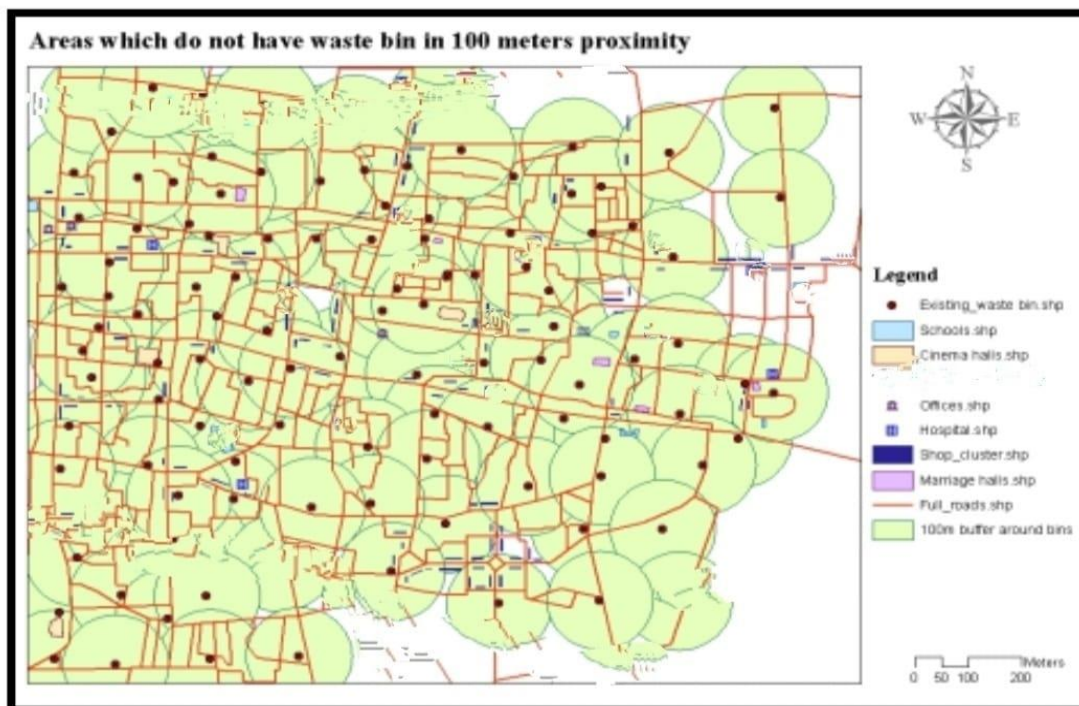 Areas which do not have waste bin in 100 meters proximity
N
W E
S
Legend
Existing_waste bin.shp
Schools.shp
Cinema halls.shp
Offices.shp
Hospital.shp
Shop_cluster.shp
Marriage halls.shp
Full_roads.shp
100m buffer around bins
Meters
0 50 100 200